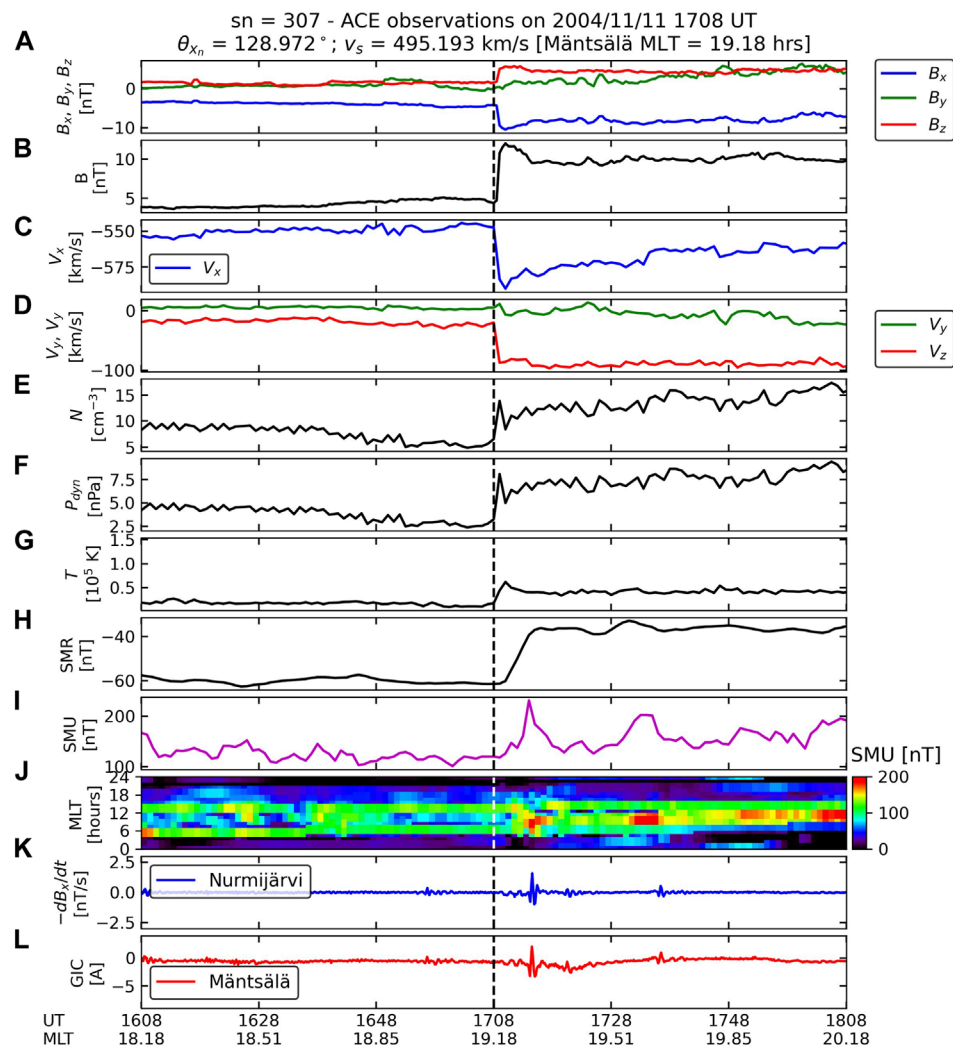 sn = 307 - ACE observations on 2004/11/11 1708 UT
θxn = 128.972°; vs = 495.193 km/s [Mäntsälä MLT = 19.18 hrs]
A
Bx, By, Bz
[nT]
0
−10
Bx
By
Bz
B
B
[nT]
10
5
C
Vx
[km/s]
−550
−575
Vx
D
Vy, Vy
[km/s]
0
−100
Vy
Vz
E
N
[cm−3]
15
10
5
F
Pdyn
[nPa]
7.5
5.0
2.5
G
T
[10⁵ K]
1.5
0.5
H
SMR
[nT]
−40
−60
I
SMU
[nT]
200
100
J
MLT
[hours]
24
18
12
6
0
SMU [nT]
200
100
0
K
−dBx/dt
[nT/s]
2.5
0.0
−2.5
Nurmijärvi
L
GIC
[A]
0
−5
Mäntsälä
UT 1608 1628 1648 1708 1728 1748 1808
MLT 18.18 18.51 18.85 19.18 19.51 19.85 20.18